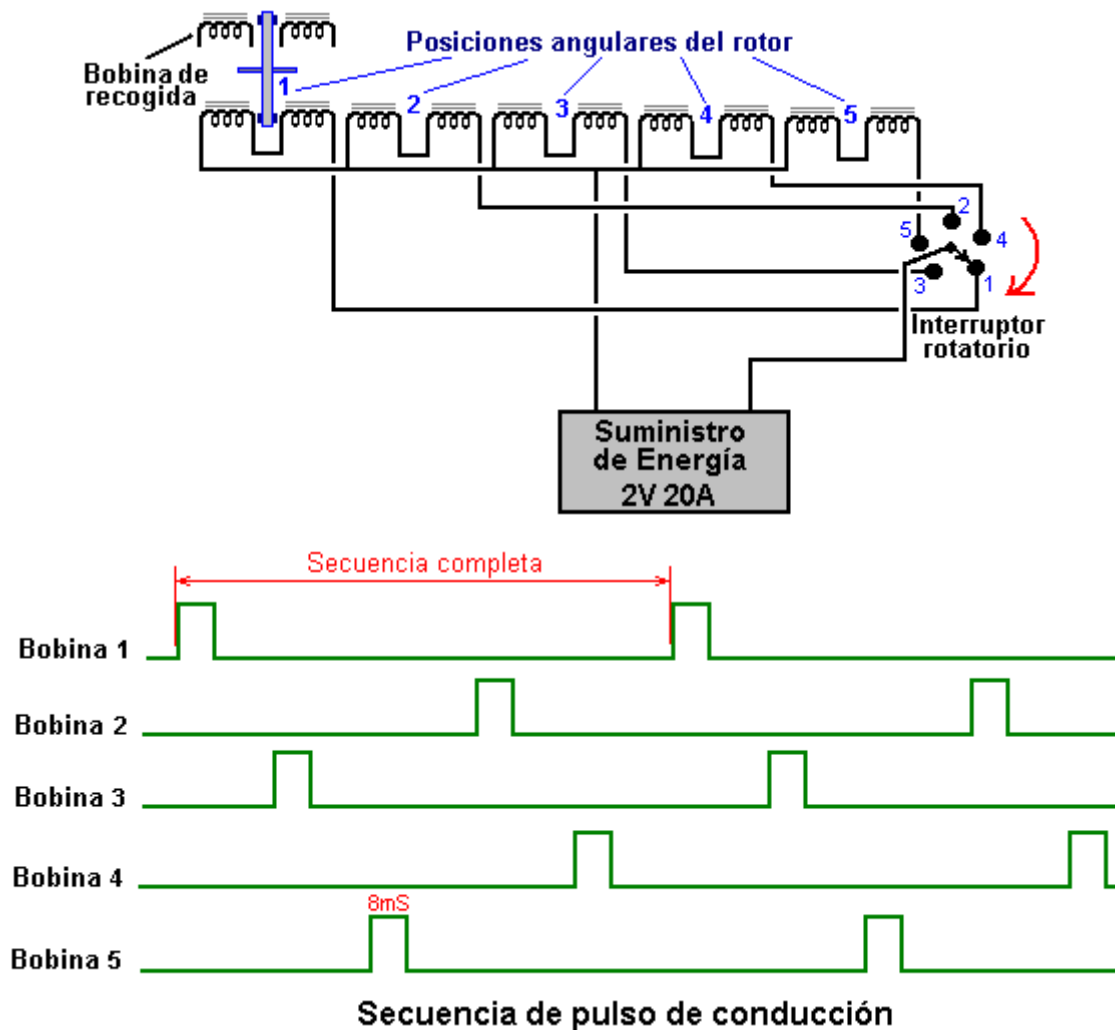 Posiciones angulares del rotor
Bobina de
recogida
1
2
3
4
5
2
5
4
3
1
Interruptor
rotatorio
Suministro
de Energía
2V 20A
Secuencia completa
Bobina 1
Bobina 2
Bobina 3
Bobina 4
8mS
Bobina 5
Secuencia de pulso de conducción